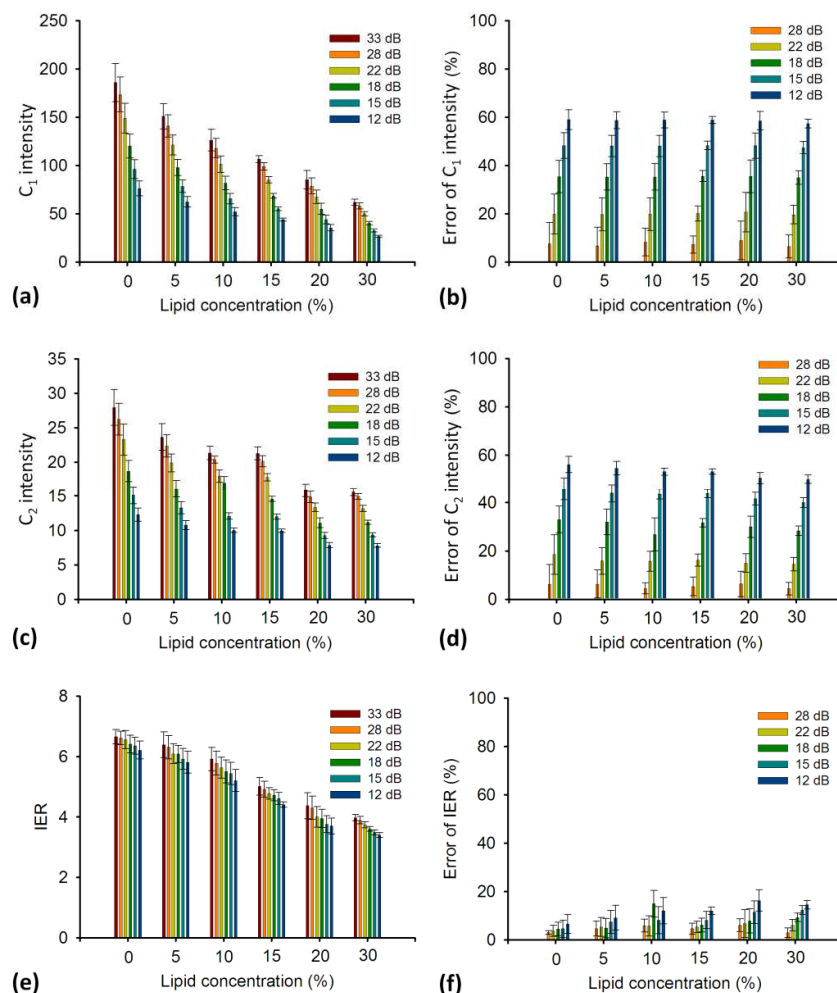 250
200
150
100
50
0
C₁ intensity
33 dB
28 dB
22 dB
18 dB
15 dB
12 dB
0 5 10 15 20 30
(a) Lipid concentration (%)
100
80
60
40
20
0
Error of C₁ intensity (%)
28 dB
22 dB
18 dB
15 dB
12 dB
0 5 10 15 20 30
(b) Lipid concentration (%)
35
30
25
20
15
10
5
0
C₂ intensity
33 dB
28 dB
22 dB
18 dB
15 dB
12 dB
0 5 10 15 20 30
(c) Lipid concentration (%)
100
80
60
40
20
0
Error of C₂ intensity (%)
28 dB
22 dB
18 dB
15 dB
12 dB
0 5 10 15 20 30
(d) Lipid concentration (%)
8
6
4
2
0
IER
33 dB
28 dB
22 dB
18 dB
15 dB
12 dB
0 5 10 15 20 30
(e) Lipid concentration (%)
100
80
60
40
20
0
Error of IER (%)
28 dB
22 dB
18 dB
15 dB
12 dB
0 5 10 15 20 30
(f) Lipid concentration (%)